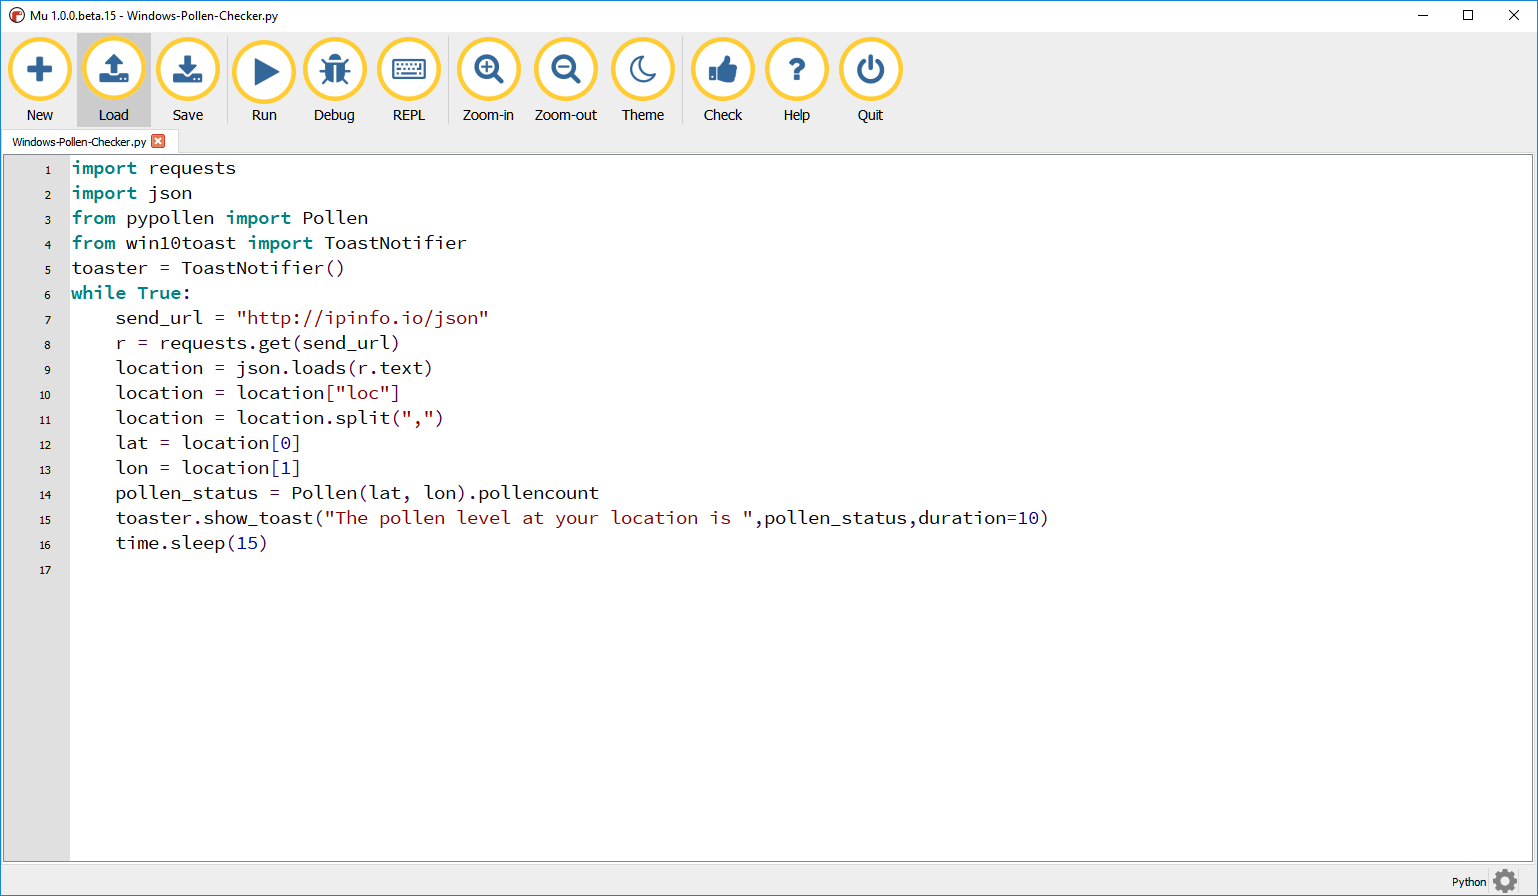 Mu 1.0.0.beta.15 - Windows-Pollen-Checker.py
New Load Save Run Debug REPL Zoom-in Zoom-out Theme Check Help Quit
Windows-Pollen-Checker.py
1 import requests
2 import json
3 from pypollen import Pollen
4 from win10toast import ToastNotifier
5 toaster = ToastNotifier()
6 while True:
7     send_url = "http://ipinfo.io/json"
8     r = requests.get(send_url)
9     location = json.loads(r.text)
10     location = location["loc"]
11     location = location.split(",")
12     lat = location[0]
13     lon = location[1]
14     pollen_status = Pollen(lat, lon).pollencount
15     toaster.show_toast("The pollen level at your location is ",pollen_status,duration=10)
16     time.sleep(15)
17
Python